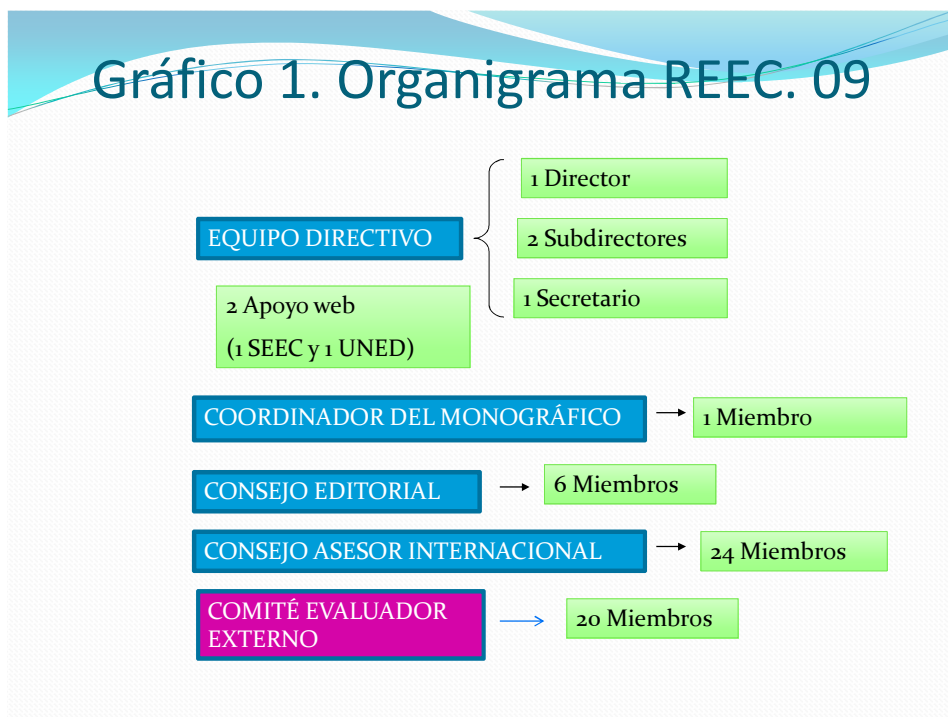 Gráfico 1. Organigrama REEC. 09
1 Director
EQUIPO DIRECTIVO
2 Subdirectores
1 Secretario
2 Apoyo web
(1 SEEC y 1 UNED)
COORDINADOR DEL MONOGRÁFICO
1 Miembro
CONSEJO EDITORIAL
6 Miembros
CONSEJO ASESOR INTERNACIONAL
24 Miembros
COMITÉ EVALUADOR
EXTERNO
20 Miembros